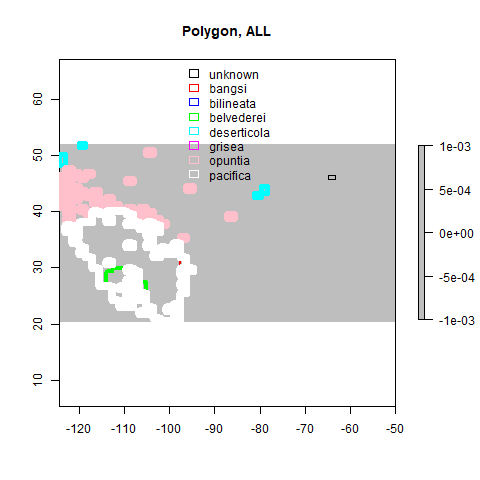 Polygon, ALL
unknown
bangsi
bilineata
belvederei
deserticola
grisea
opuntia
pacifica
60
50
40
30
20
10
-120
-110
-100
-90
-80
-70
-60
-50
1e-03
5e-04
0e+00
-5e-04
-1e-03